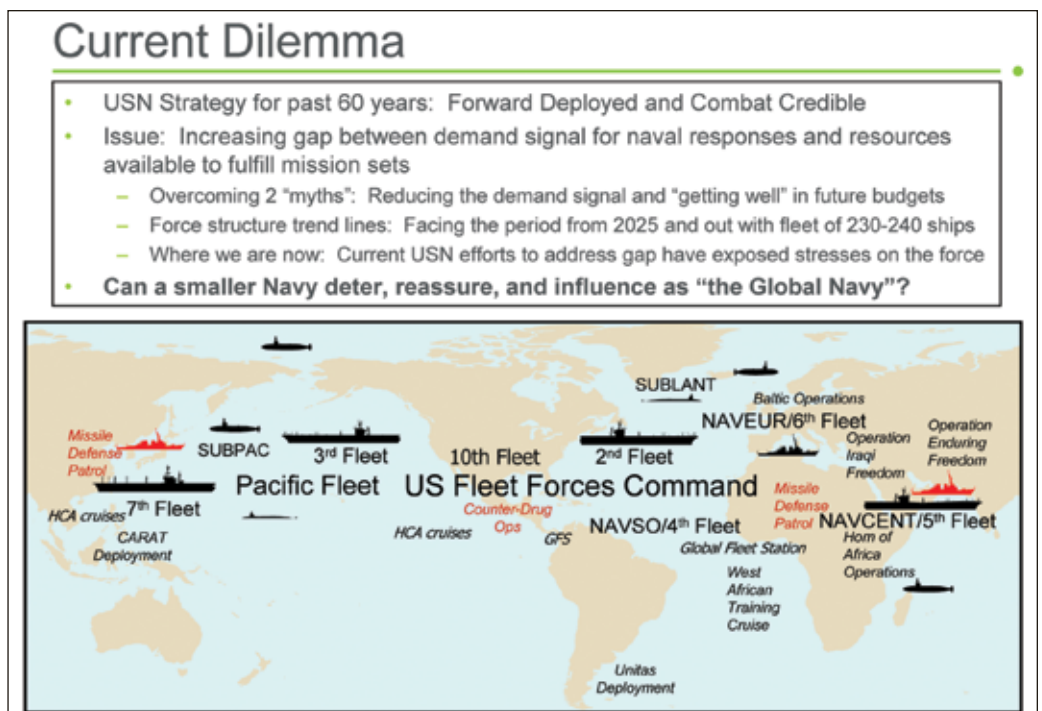 Current Dilemma
• USN Strategy for past 60 years: Forward Deployed and Combat Credible
• Issue: Increasing gap between demand signal for naval responses and resources
available to fulfill mission sets
– Overcoming 2 “myths”: Reducing the demand signal and “getting well” in future budgets
– Force structure trend lines: Facing the period from 2025 and out with fleet of 230-240 ships
– Where we are now: Current USN efforts to address gap have exposed stresses on the force
• Can a smaller Navy deter, reassure, and influence as “the Global Navy”?
SUBLANT
Baltic Operations
NAVEUR/6th Fleet
Missile
Defense
Patrol
SUBPAC
3rd Fleet
10th Fleet
2nd Fleet
Operation
Iraqi
Freedom
Operation
Enduring
Freedom
Pacific Fleet
US Fleet Forces Command
Missile
Defense
Patrol
7th Fleet
HCA cruises
CARAT
Deployment
HCA cruises
Counter-Drug
Ops
GFS
NAVSO/4th Fleet
NAVCENT/5th Fleet
Global Fleet Station
Horn of
Africa
Operations
West
African
Training
Cruise
Unitas
Deployment